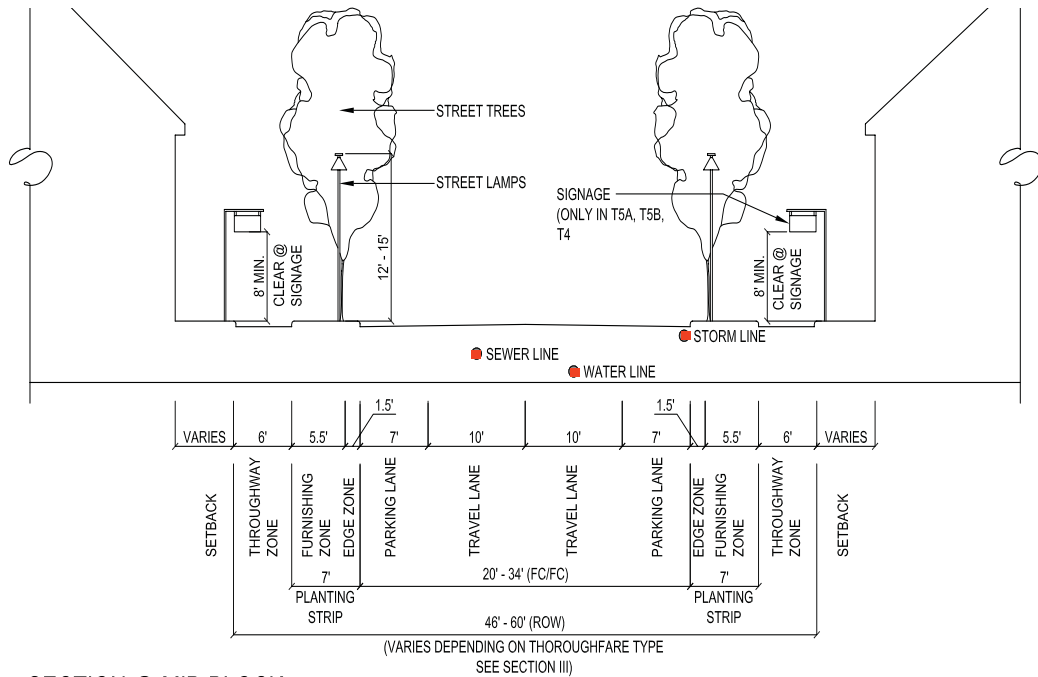 STREET TREES
STREET LAMPS
SIGNAGE
(ONLY IN T5A, T5B,
T4
8' MIN.
CLEAR @
SIGNAGE
12' - 15'
8' MIN.
CLEAR @
SIGNAGE
STORM LINE
SEWER LINE
WATER LINE
1.5'
1.5'
VARIES
6'
5.5'
7'
10'
10'
7'
5.5'
6'
VARIES
SETBACK
THROUGHWAY
ZONE
FURNISHING
ZONE
EDGE ZONE
PARKING LANE
TRAVEL LANE
TRAVEL LANE
PARKING LANE
EDGE ZONE
FURNISHING
ZONE
THROUGHWAY
ZONE
SETBACK
7'
PLANTING
STRIP
20' - 34' (FC/FC)
7'
PLANTING
STRIP
46' - 60' (ROW)
(VARIES DEPENDING ON THOROUGHFARE TYPE
SEE SECTION III)